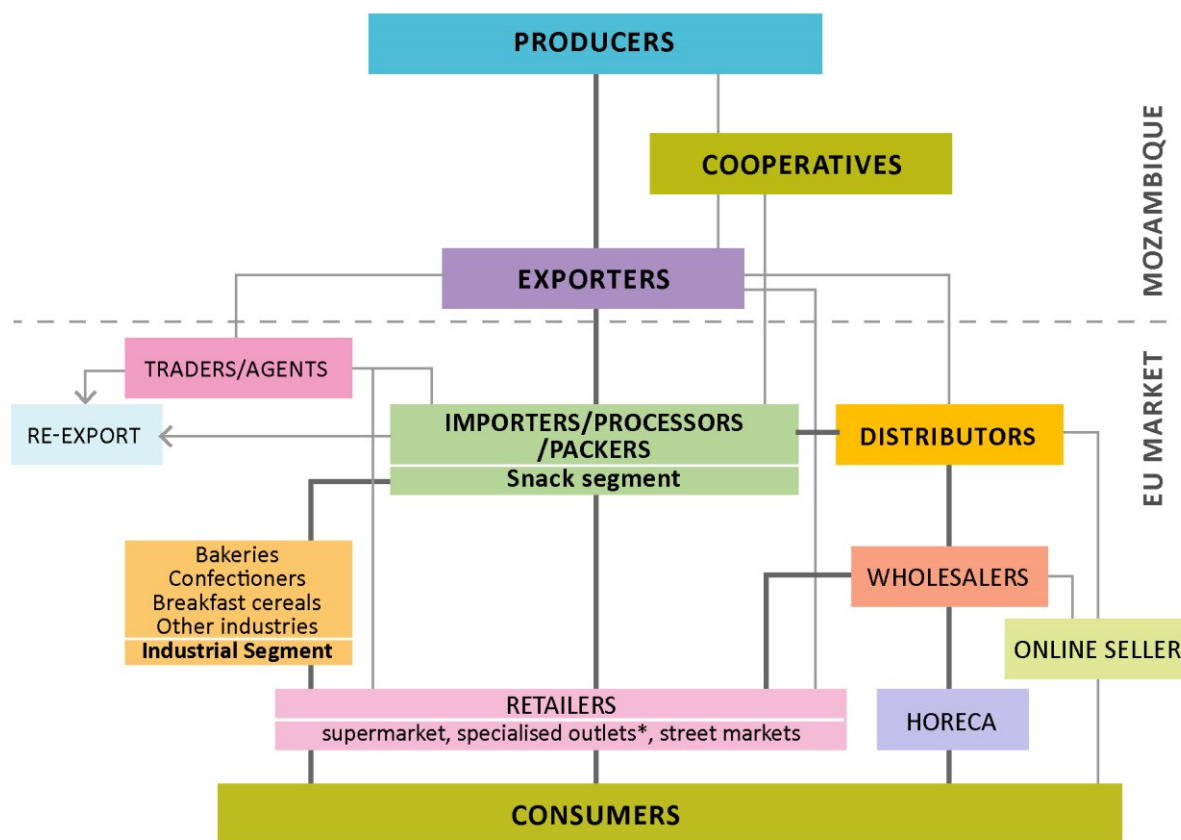 PRODUCERS
COOPERATIVES
EXPORTERS
MOZAMBIQUE
TRADERS/AGENTS
RE-EXPORT
IMPORTERS/PROCESSORS
/PACKERS
Snack segment
DISTRIBUTORS
EU MARKET
Bakeries
Confectioners
Breakfast cereals
Other industries
Industrial Segment
WHOLESALERS
ONLINE SELLER
RETAILERS
supermarket, specialised outlets*, street markets
HORECA
CONSUMERS